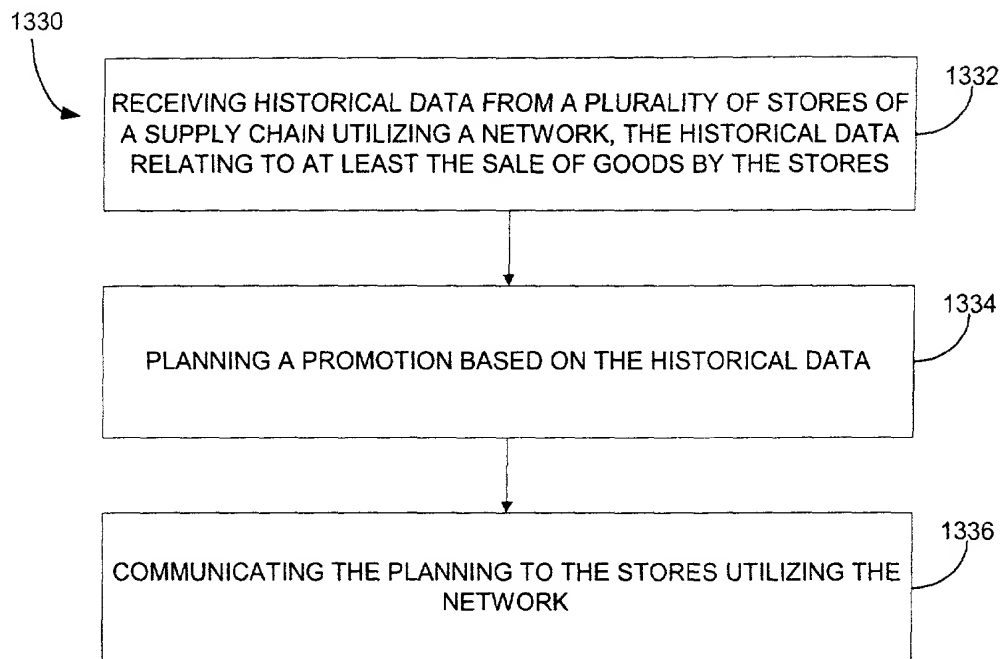 1330
1332
RECEIVING HISTORICAL DATA FROM A PLURALITY OF STORES OF
A SUPPLY CHAIN UTILIZING A NETWORK, THE HISTORICAL DATA
RELATING TO AT LEAST THE SALE OF GOODS BY THE STORES
1334
PLANNING A PROMOTION BASED ON THE HISTORICAL DATA
1336
COMMUNICATING THE PLANNING TO THE STORES UTILIZING THE
NETWORK